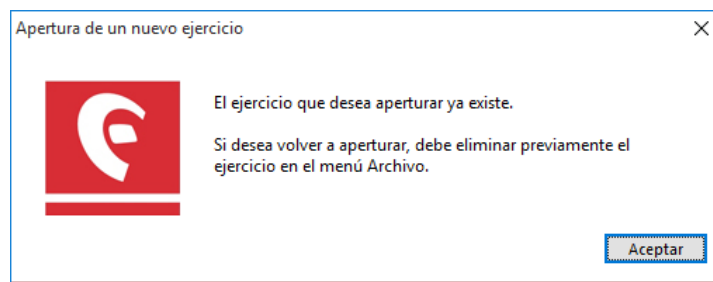 Apertura de un nuevo ejercicio
El ejercicio que desea aperturar ya existe.
Si desea volver a aperturar, debe eliminar previamente el
ejercicio en el menú Archivo.
Aceptar